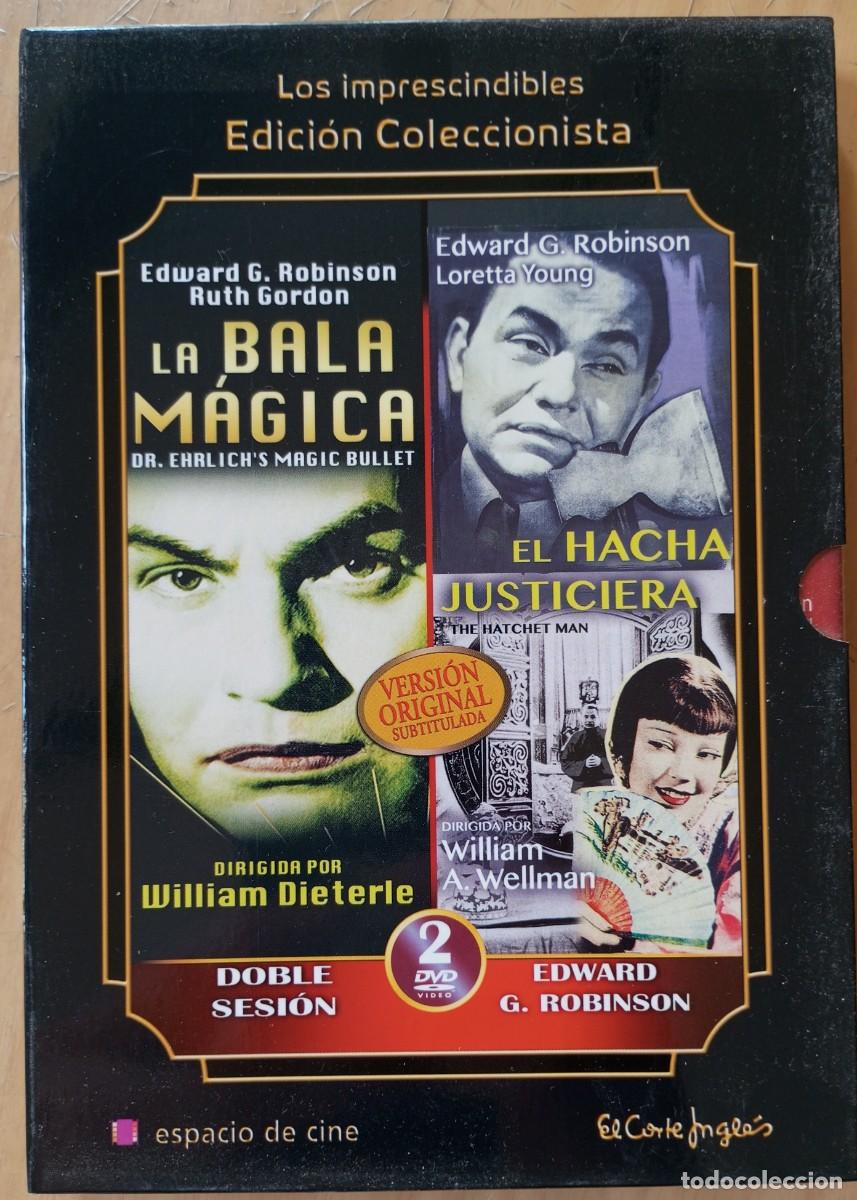 Los imprescindibles
Edición Coleccionista
Edward G. Robinson
Ruth Gordon
LA BALA
MÁGICA
DR. EHRLICH'S MAGIC BULLET
DIRIGIDA POR
William Dieterle
Edward G. Robinson
Loretta Young
EL HACHA
JUSTICIERA
THE HATCHET MAN
n
VERSIÓN
ORIGINAL
SUBTITULADA
DIRIGIDA POR
William
A. Wellman
DOBLE
SESIÓN
2
DVD
VIDEO
EDWARD
G. ROBINSON
espacio de cine
El Corte Inglés
todocoleccion